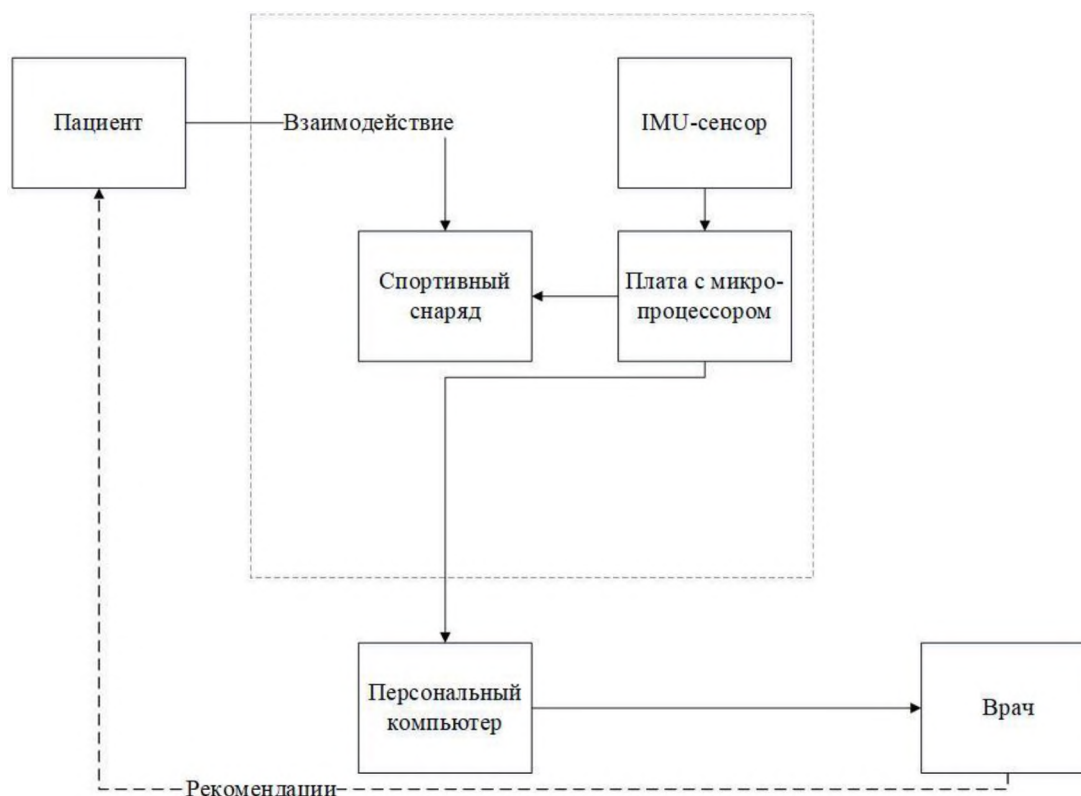 Пациент
Взаимодействие
IMU-сенсор
Спортивный
снаряд
Плата с микро-
процессором
Персональный
компьютер
Врач
Рекомендации